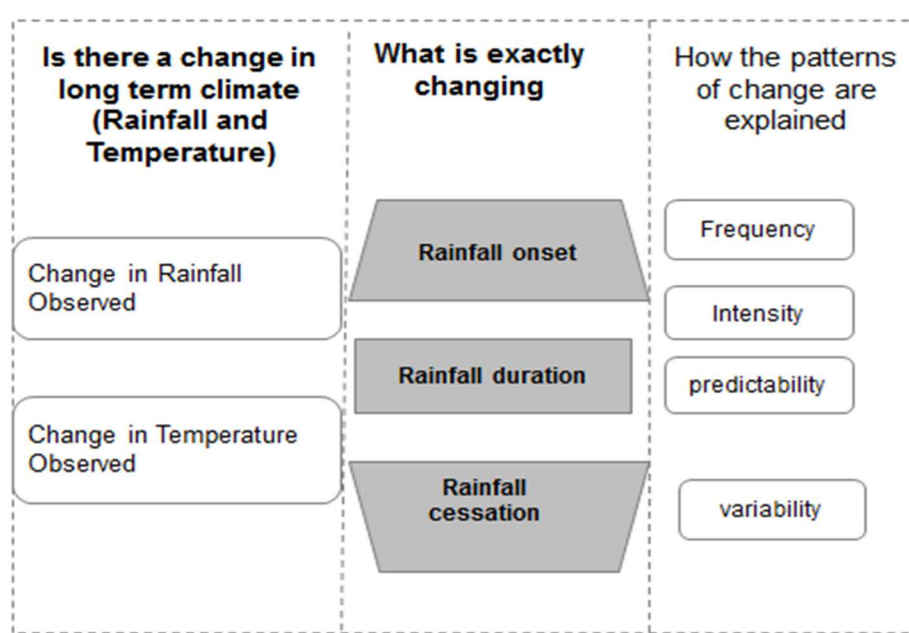 Is there a change in
long term climate
(Rainfall and
Temperature)
Change in Rainfall
Observed
Change in Temperature
Observed
What is exactly
changing
Rainfall onset
Rainfall duration
Rainfall
cessation
How the patterns
of change are
explained
Frequency
Intensity
predictability
variability